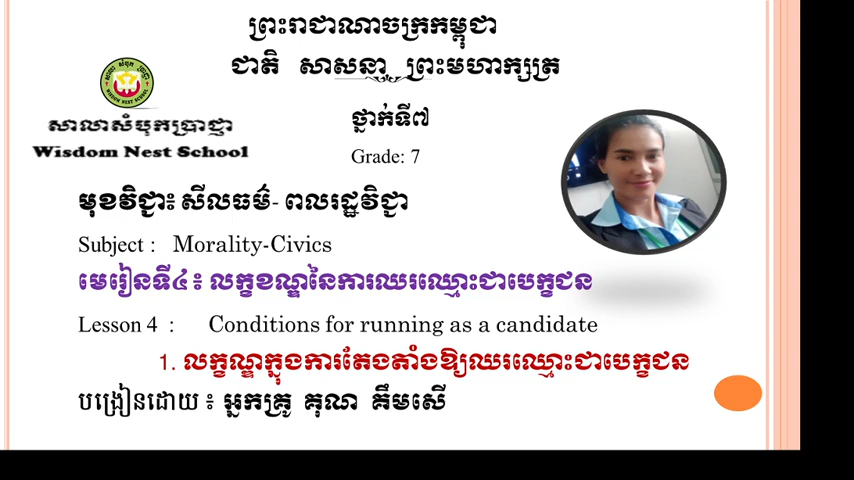 ព្រះរាជាណាចក្រកម្ពុជា
ជាតិ សាសនា ព្រះមហាក្សត្រ
សាលាសំបុកប្រាជ្ញា
Wisdom Nest School
ថ្នាក់ទី៧
Grade: 7
មុខវិជ្ជា៖ សីលធម៌- ពលរដ្ឋវិជ្ជា
Subject : Morality-Civics
មេរៀនទី៤៖ លក្ខខណ្ឌនៃការឈរឈ្មោះជាបេក្ខជន
Lesson 4 : Conditions for running as a candidate
1. លក្ខណ្ឌក្នុងការតែងតាំងឱ្យឈរឈ្មោះជាបេក្ខជន
បង្រៀនដោយ ៖ អ្នកគ្រូ គុណ គឹមសើ